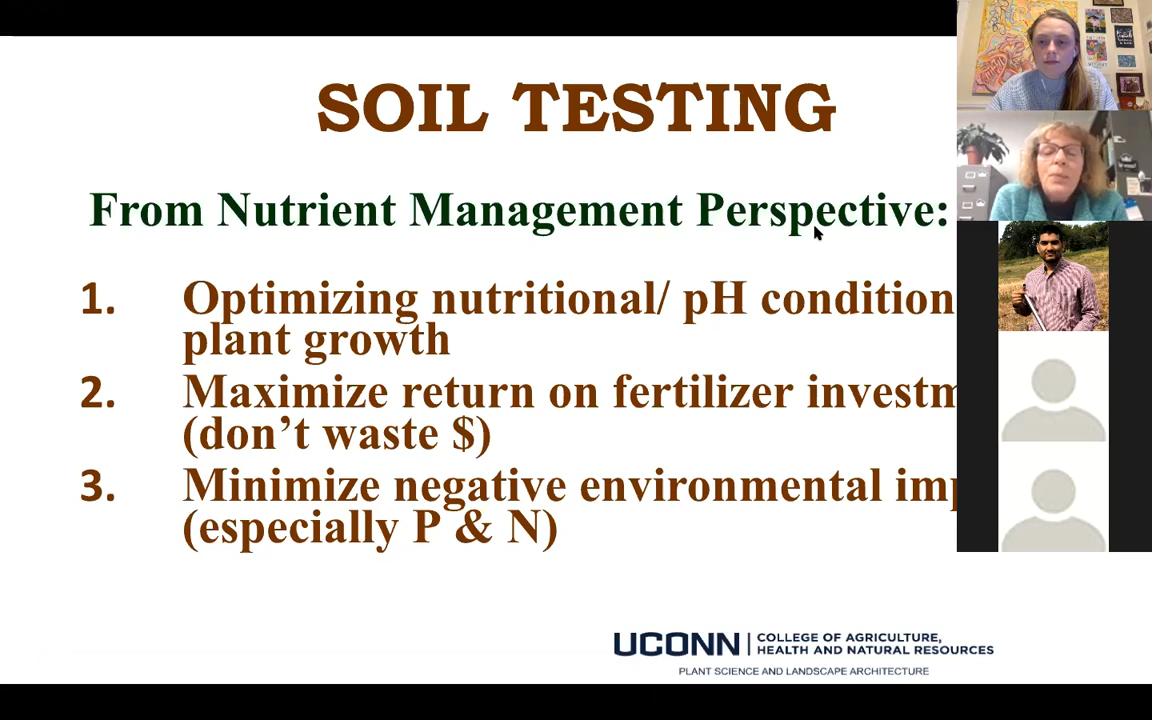 SOIL TESTING
From Nutrient Management Perspective:
1. Optimizing nutritional/ pH condition
plant growth
2. Maximize return on fertilizer investm
(don't waste $)
3. Minimize negative environmental imp
(especially P & N)
UCONN | COLLEGE OF AGRICULTURE,
HEALTH AND NATURAL RESOURCES
PLANT SCIENCE AND LANDSCAPE ARCHITECTURE